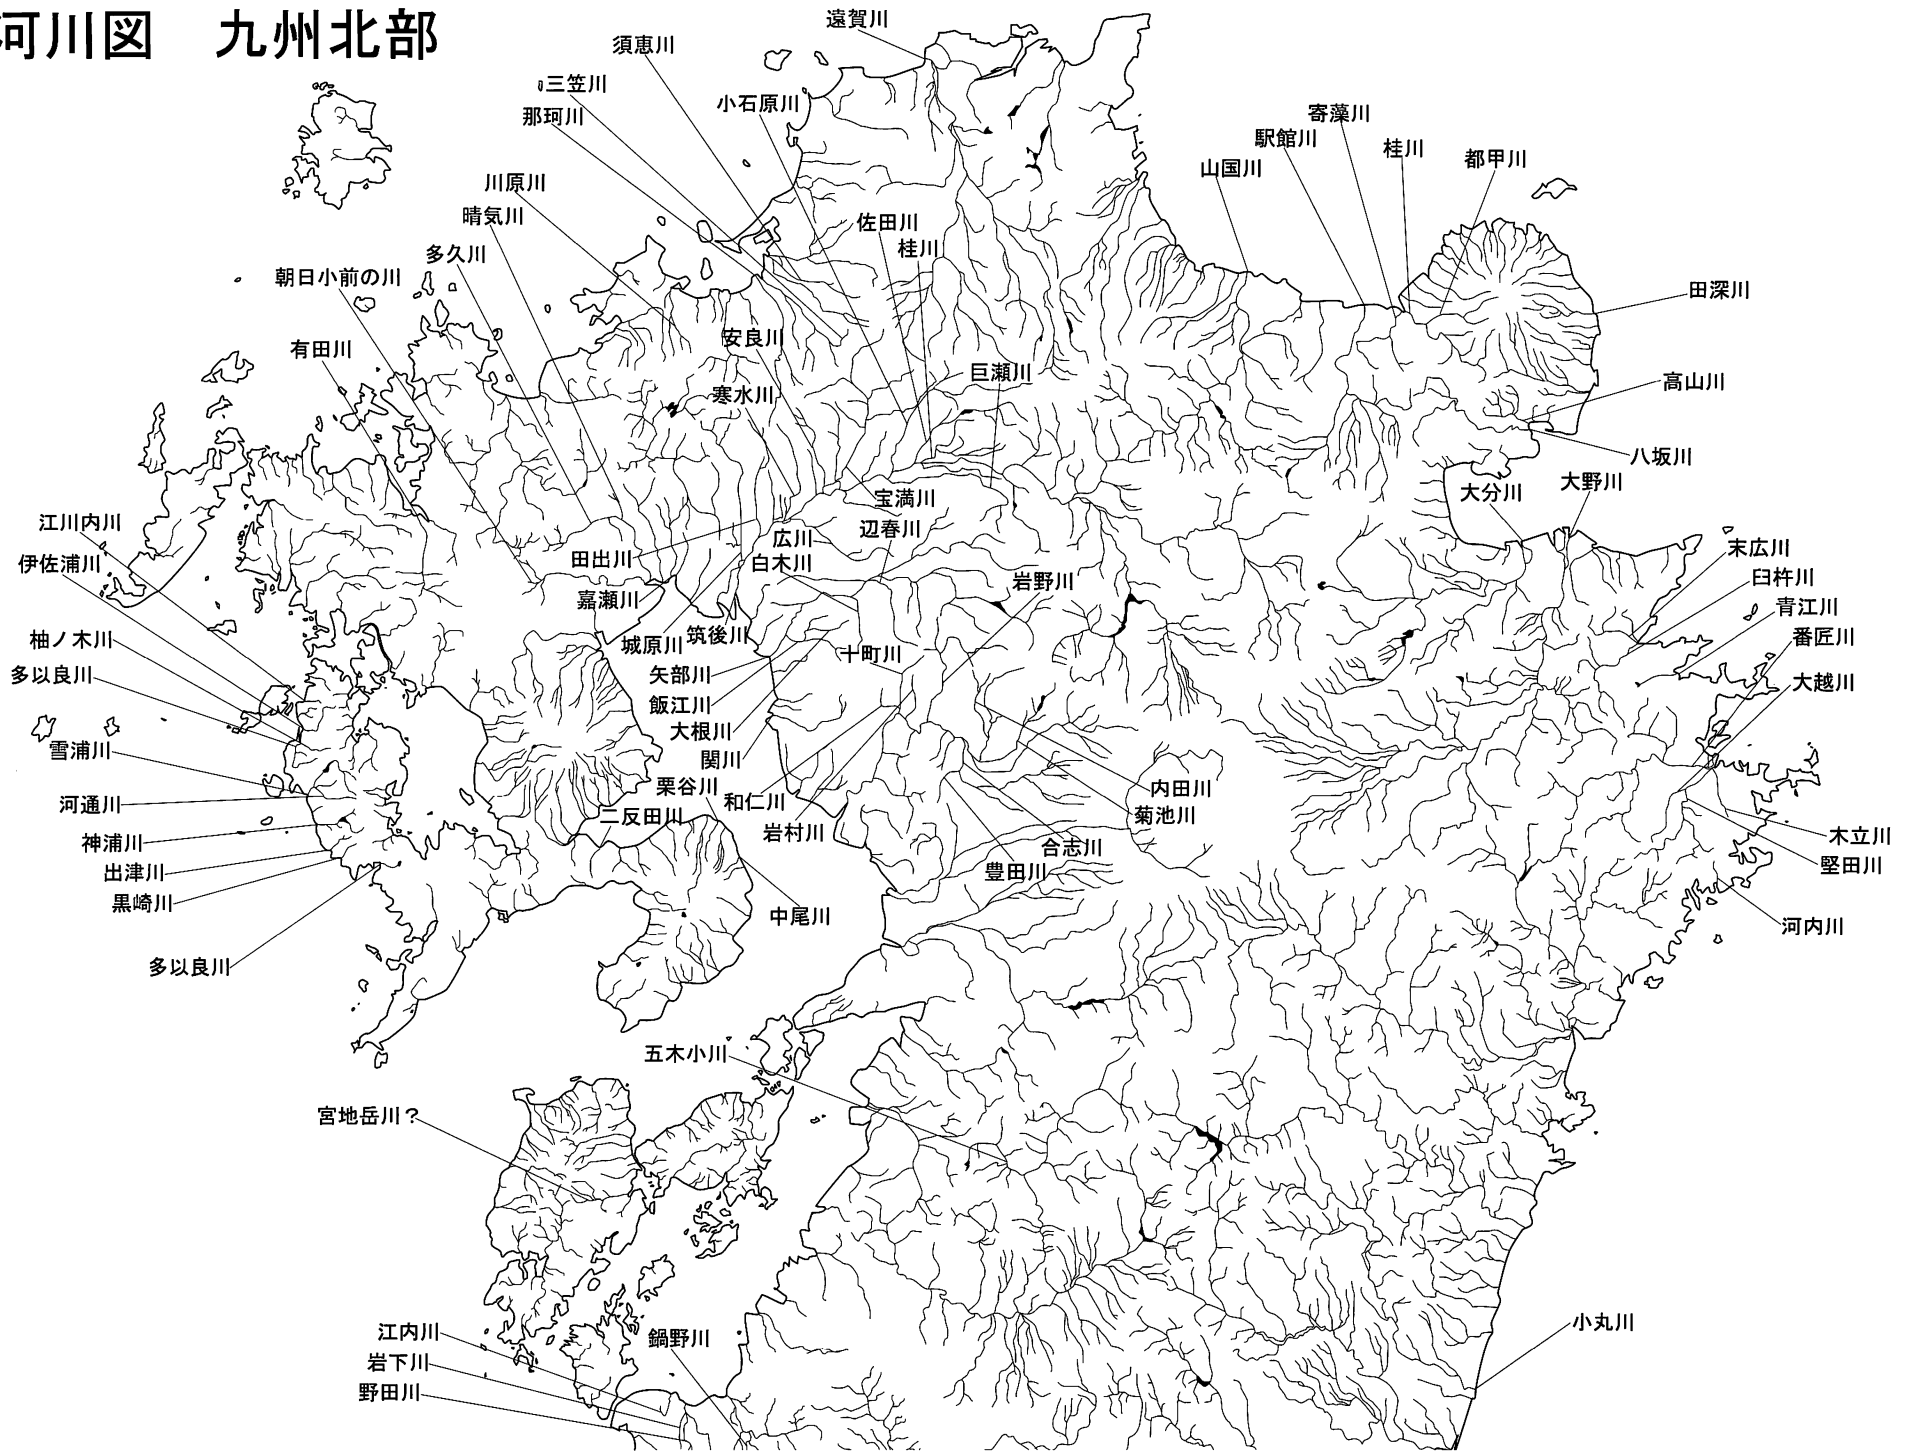 河川図　九州北部
遠賀川
須恵川
三笠川
那珂川
小石原川
寄藻川
駅館川
桂川
都甲川
山国川
川原川
晴気川
佐田川
桂川
多久川
朝日小前の川
田深川
有田川
安良川
巨瀬川
高山川
寒水川
八坂川
大野川
大分川
宝満川
江川内川
辺春川
広川
末広川
田出川
白木川
伊佐浦川
岩野川
臼杵川
嘉瀬川
青江川
柚ノ木川
城原川
筑後川
番匠川
十町川
多以良川
矢部川
大越川
飯江川
大根川
雪浦川
関川
栗谷川
内田川
河通川
和仁川
二反田川
菊池川
岩村川
木立川
神浦川
合志川
堅田川
出津川
豊田川
黒崎川
中尾川
河内川
多以良川
五木小川
宮地岳川？
小丸川
江内川
鍋野川
岩下川
野田川